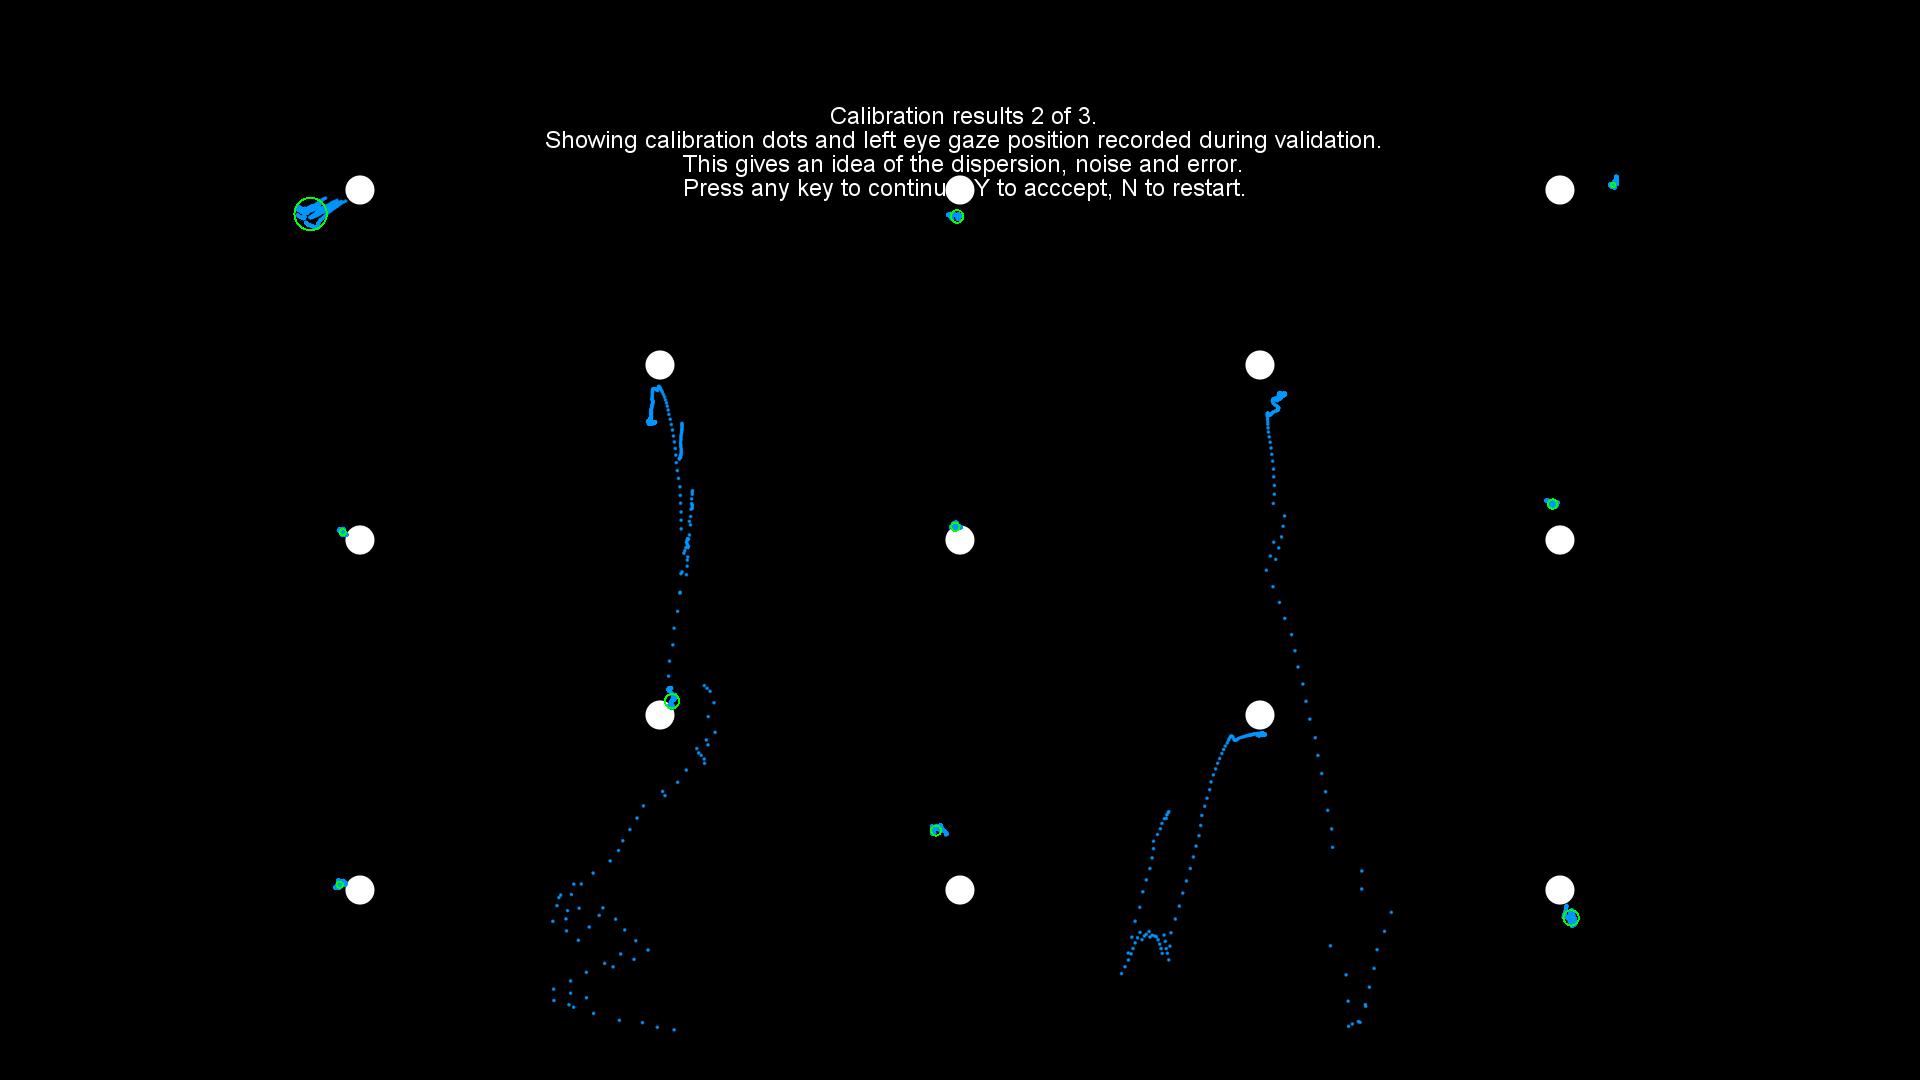 Calibration results 2 of 3.
Showing calibration dots and left eye gaze position recorded during validation.
This gives an idea of the dispersion, noise and error.
Press any key to continu Y to acccept, N to restart.